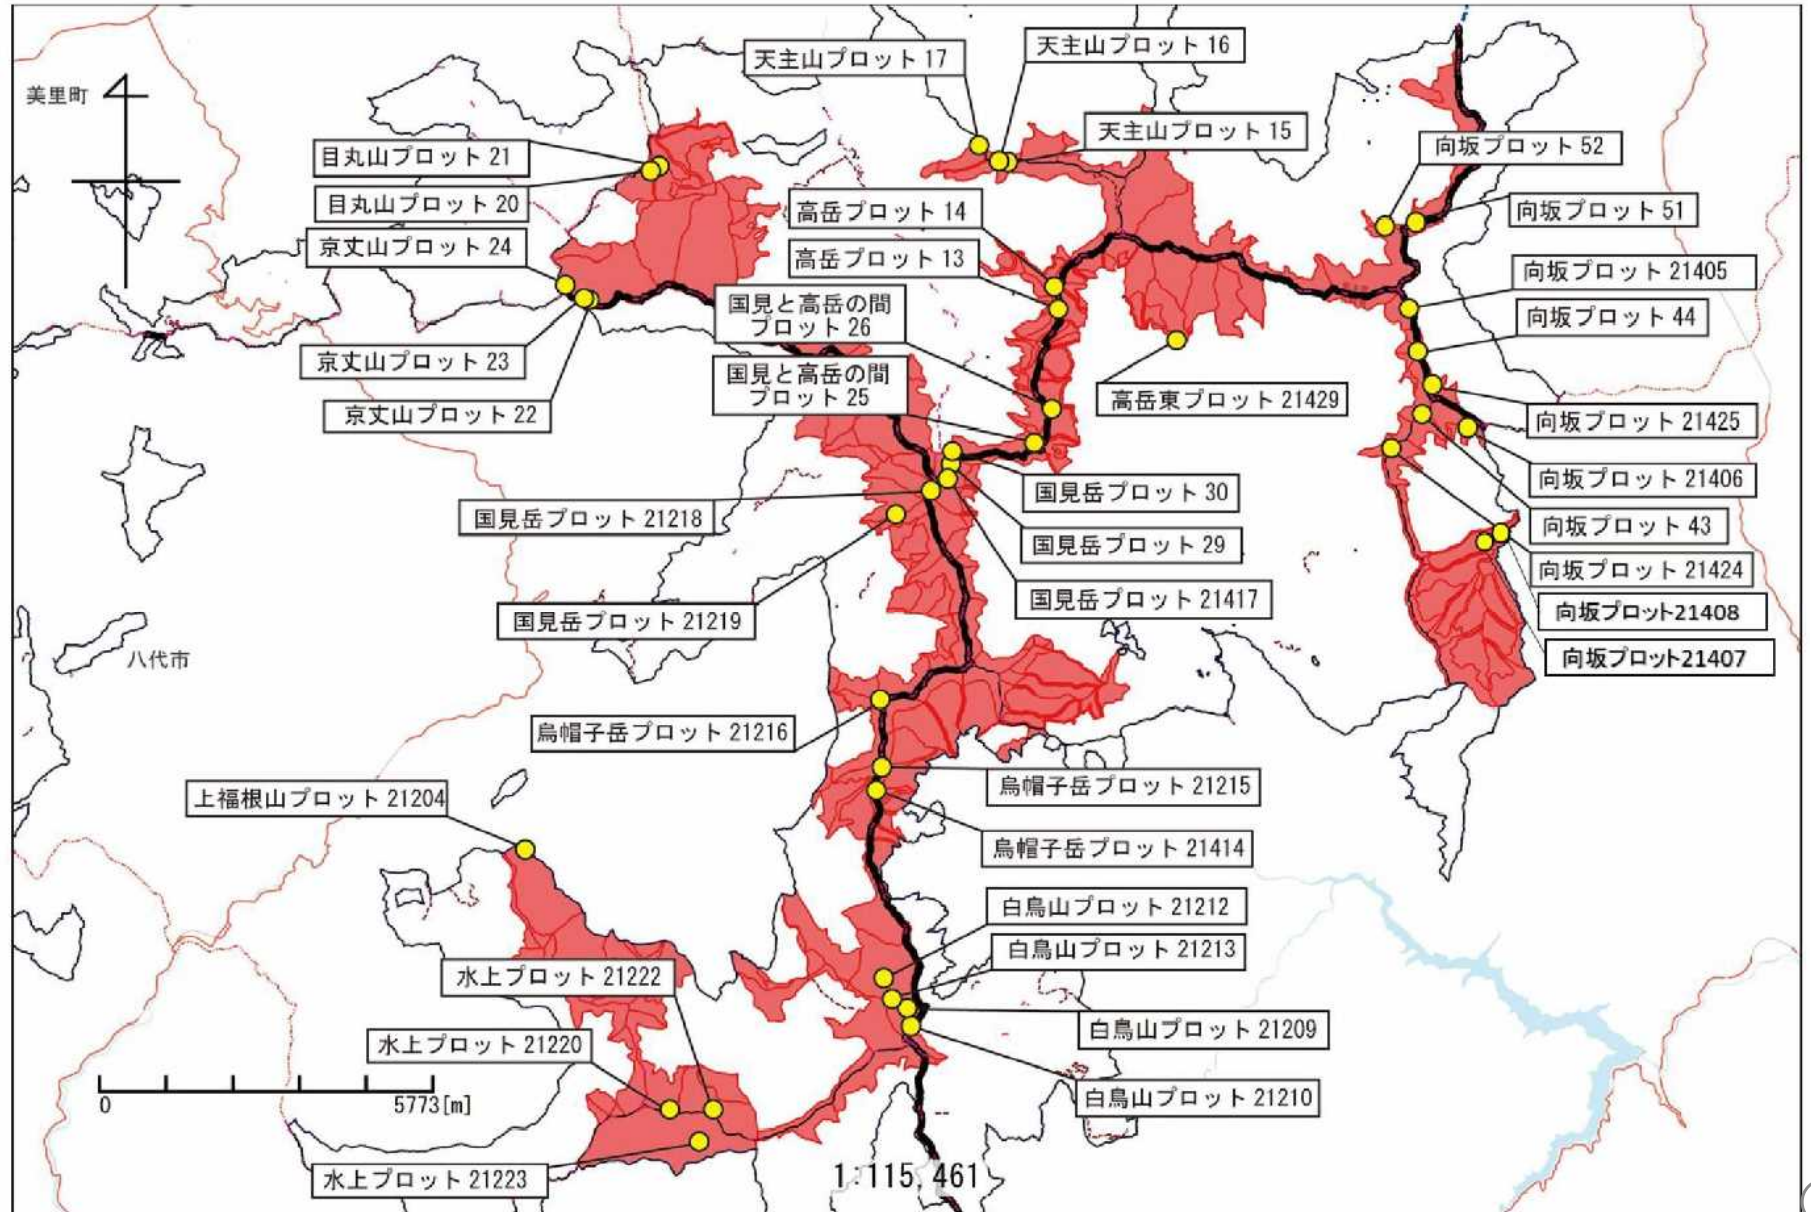 天主山プロット 17
天主山プロット 16
美里町
天主山プロット 15
向坂プロット 52
目丸山プロット 21
目丸山プロット 20
高岳プロット 14
向坂プロット 51
京丈山プロット 24
高岳プロット 13
向坂プロット 21405
国見と高岳の間
プロット 26
向坂プロット 44
京丈山プロット 23
国見と高岳の間
プロット 25
高岳東プロット 21429
京丈山プロット 22
向坂プロット 21425
向坂プロット 21406
国見岳プロット 30
国見岳プロット 21218
向坂プロット 43
国見岳プロット 29
向坂プロット 21424
国見岳プロット 21417
向坂プロット21408
国見岳プロット 21219
八代市
向坂プロット21407
烏帽子岳プロット 21216
烏帽子岳プロット 21215
上福根山プロット 21204
烏帽子岳プロット 21414
白鳥山プロット 21212
白鳥山プロット 21213
水上プロット 21222
白鳥山プロット 21209
水上プロット 21220
白鳥山プロット 21210
0
5773[m]
水上プロット 21223
1:115,461